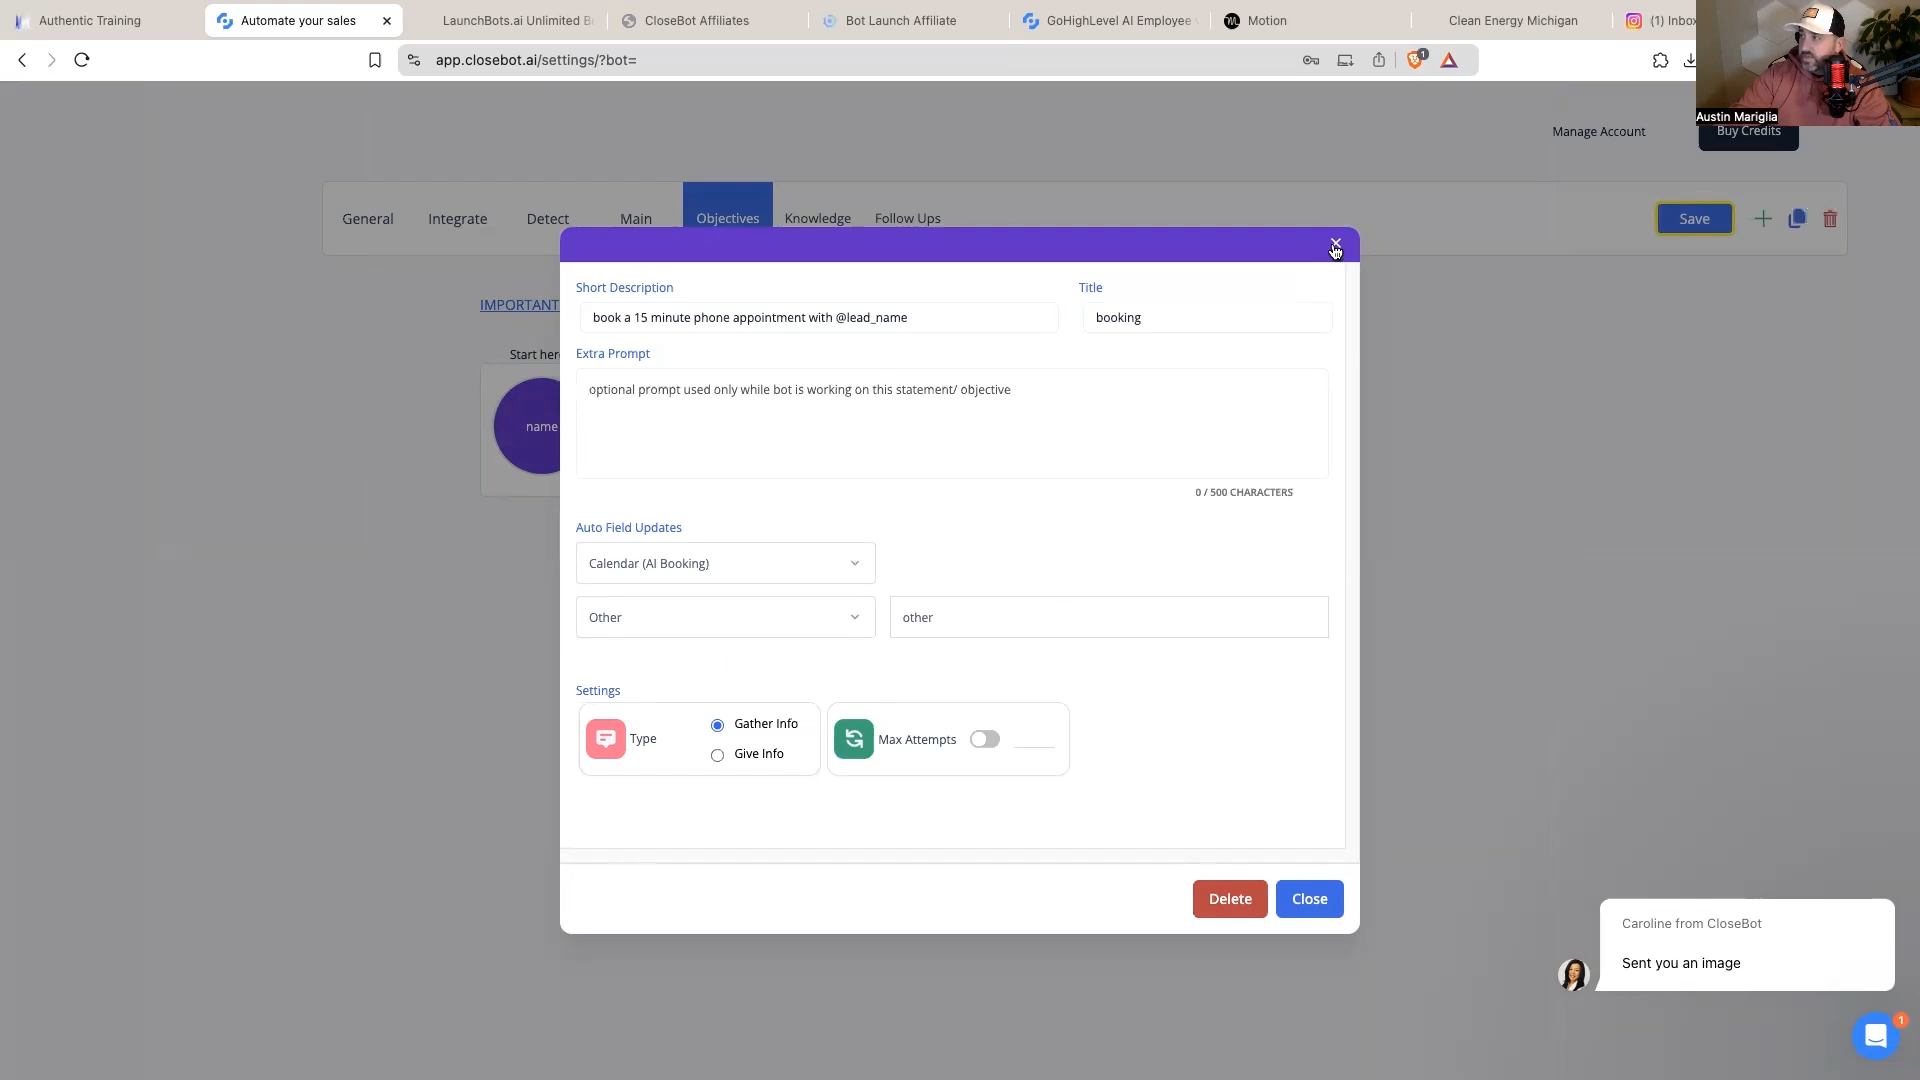 Authentic Training
Automate your sales
LaunchBots.ai Unlimited B
CloseBot Affiliates
Bot Launch Affiliate
GoHighLevel AI Employee
Motion
Clean Energy Michigan
(1) Inbox
app.closebot.ai/settings/?bot=
1
Austin Mariglia
Manage Account
Buy Credits
General
Integrate
Detect
Main
Objectives
Knowledge
Follow Ups
Save
IMPORTANT
Start here
name
Short Description
Title
book a 15 minute phone appointment with @lead_name
booking
Extra Prompt
optional prompt used only while bot is working on this statement/ objective
0 / 500 CHARACTERS
Auto Field Updates
Calendar (AI Booking)
Other
other
Settings
Type
Gather Info
Give Info
Max Attempts
Delete
Close
Caroline from CloseBot
Sent you an image
1